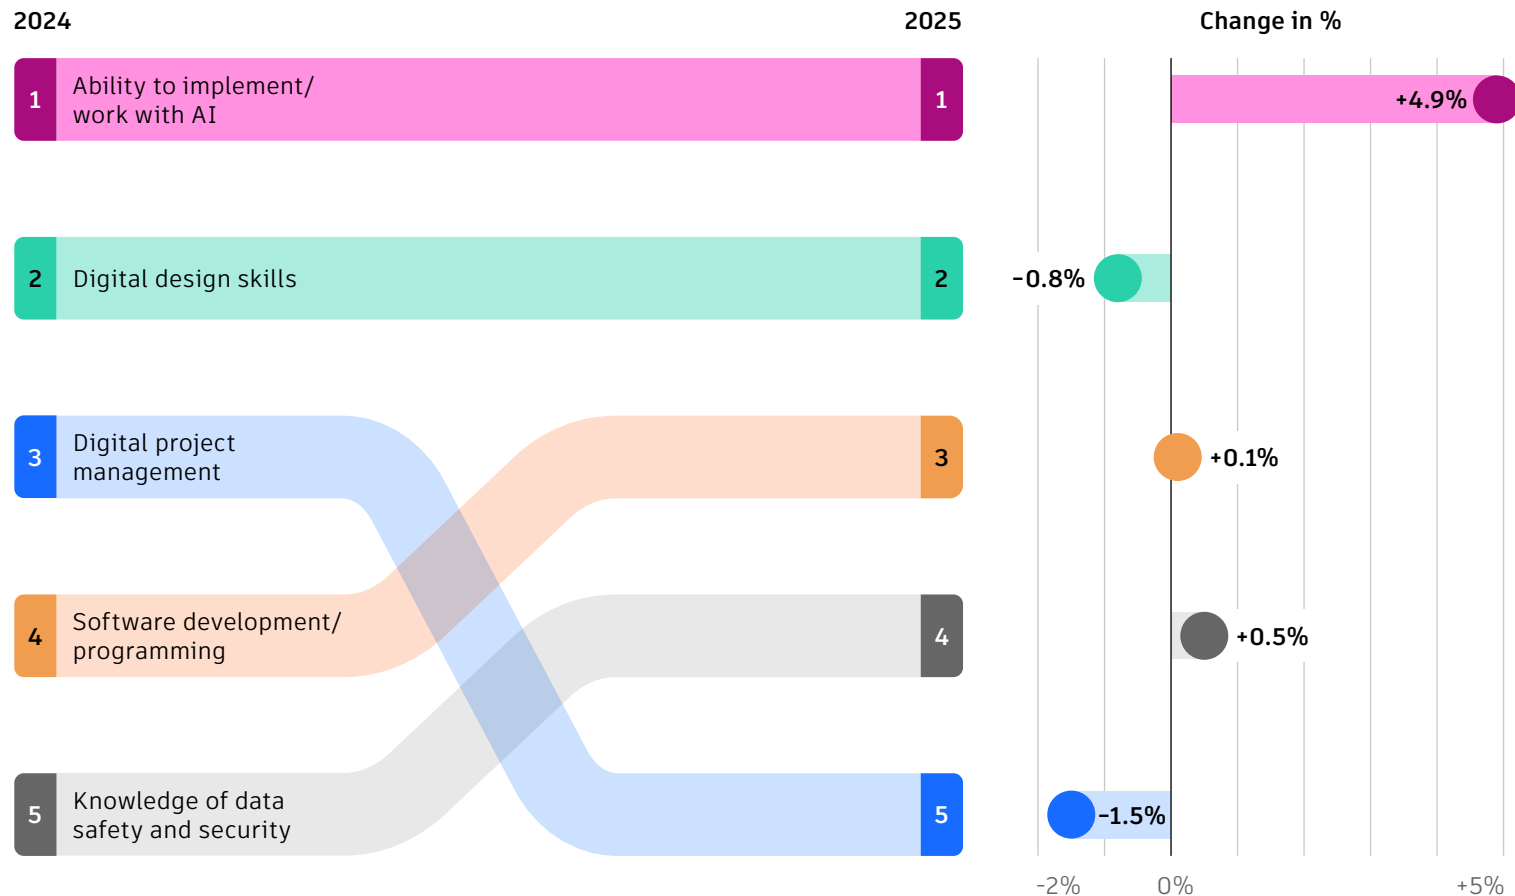 2024
2025
Change in %
1
Ability to implement/
work with AI
1
+4.9%
2
Digital design skills
2
−0.8%
3
Digital project
management
3
+0.1%
4
Software development/
programming
4
+0.5%
5
Knowledge of data
safety and security
5
−1.5%
-2%
0%
+5%